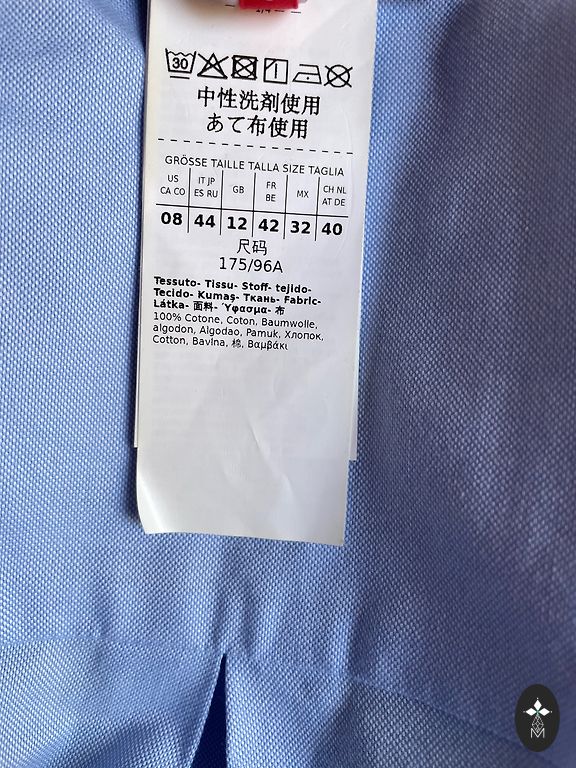 30
中性洗剤使用
あて布使用
GRÖSSE TAILLE TALLA SIZE TAGLIA
US CA CO | IT JP ES RU | GB | FR BE | MX | CH NL AT DE
08 | 44 | 12 | 42 | 32 | 40
尺码
175/96A
Tessuto- Tissu- Stoff- tejido-
Tecido- Kumaş- Ткань- Fabric-
Látka- 面料- Ύφασμα- 布
100% Cotone, Coton, Baumwolle,
algodon, Algodao, Pamuk, Хлопок,
Cotton, Bavlna, 棉, Βαμβάκι
M